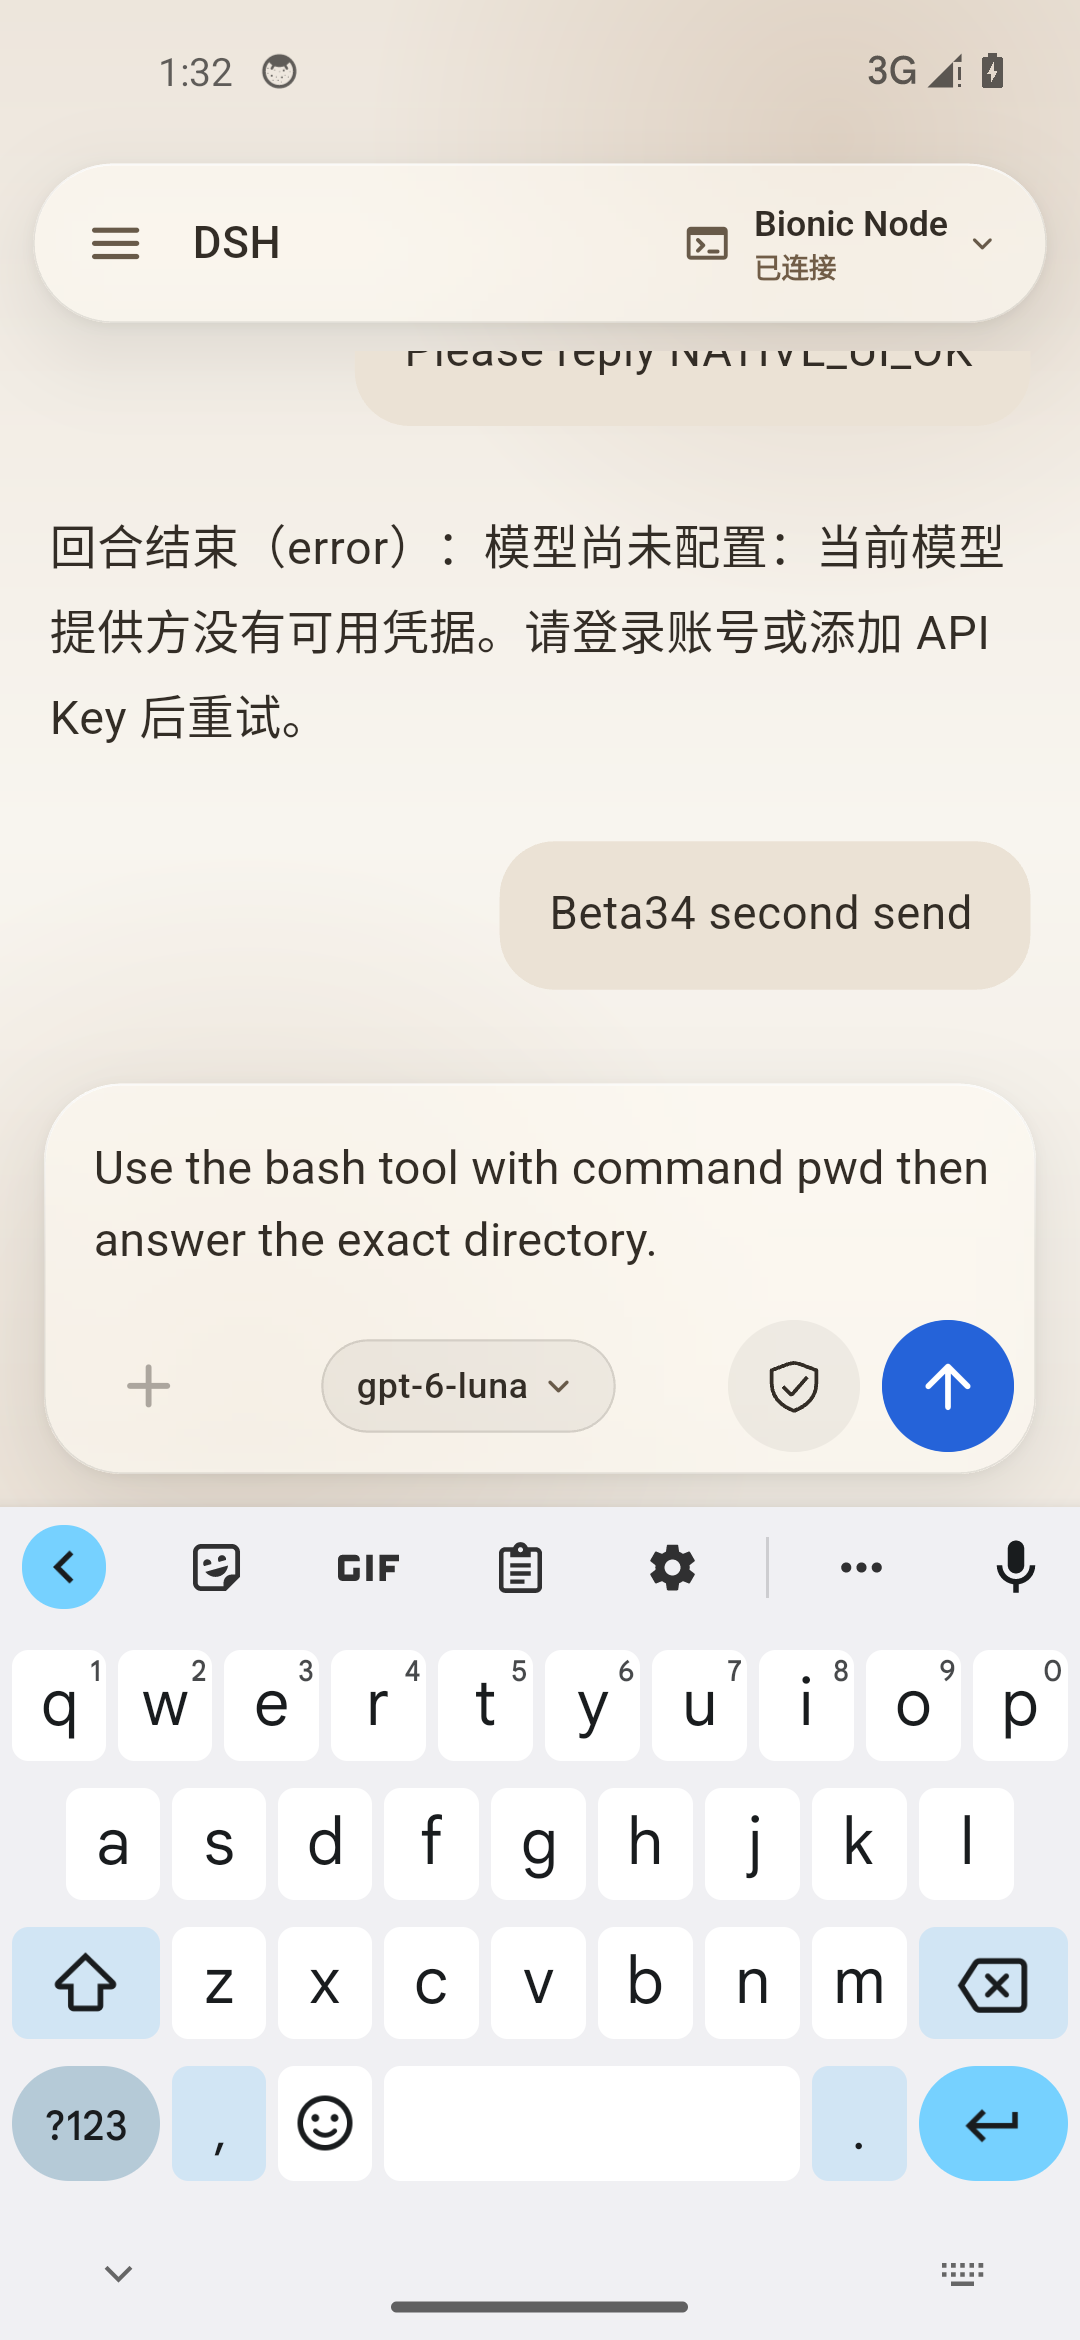 1:32
3G
DSH
Bionic Node
已连接
Please reply NATIVE_UI_OK
回合结束（error）：模型尚未配置：当前模型
提供方没有可用凭据。请登录账号或添加 API
Key 后重试。
Beta34 second send
Use the bash tool with command pwd then
answer the exact directory.
gpt-6-luna
GIF
q 1 w 2 e 3 r 4 t 5 y 6 u 7 i 8 o 9 p 0
a s d f g h j k l
z x c v b n m
?123 , .